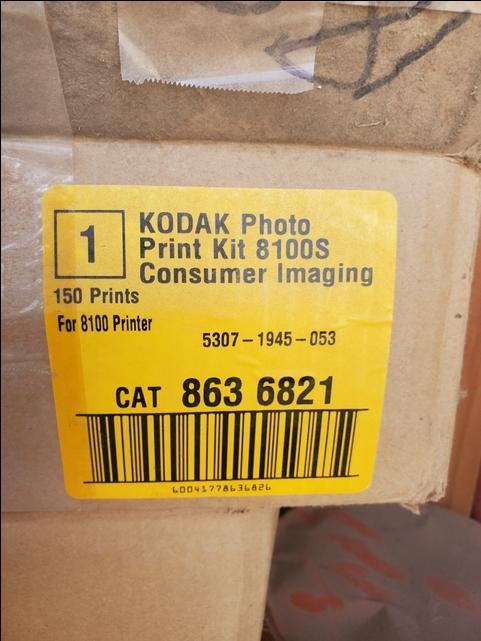 1
KODAK Photo
Print Kit 8100S
Consumer Imaging
150 Prints
For 8100 Printer
5307-1945-053
CAT 863 6821
60041778636826